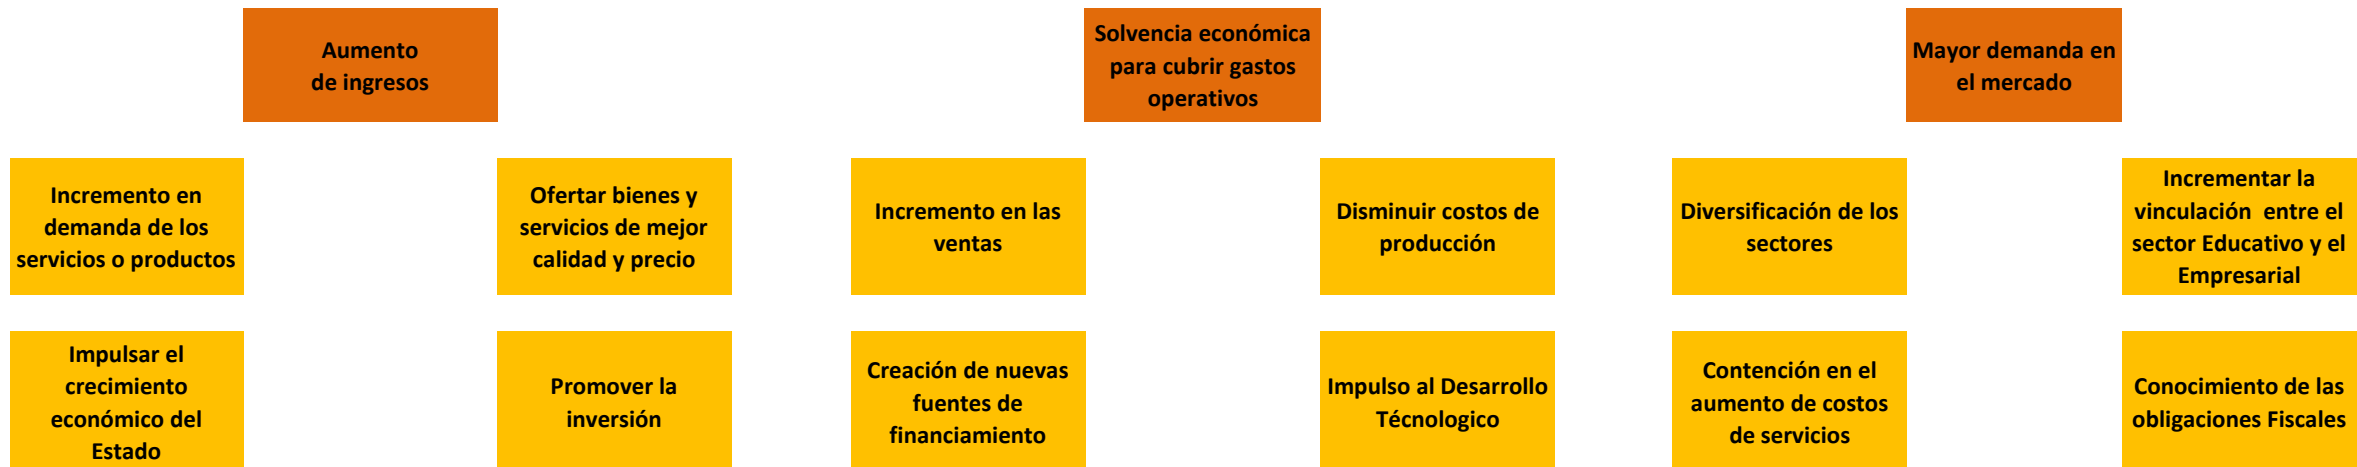 Aumento
de ingresos
Solvencia económica
para cubrir gastos
operativos
Mayor demanda en
el mercado
Incremento en
demanda de los
servicios o productos
Ofertar bienes y
servicios de mejor
calidad y precio
Incremento en las
ventas
Disminuir costos de
producción
Diversificación de los
sectores
Incrementar la
vinculación  entre el
sector Educativo y el
Empresarial
Impulsar el
crecimiento
económico del
Estado
Promover la
inversión
Creación de nuevas
fuentes de
financiamiento
Impulso al Desarrollo
Técnologico
Contención en el
aumento de costos
de servicios
Conocimiento de las
obligaciones Fiscales